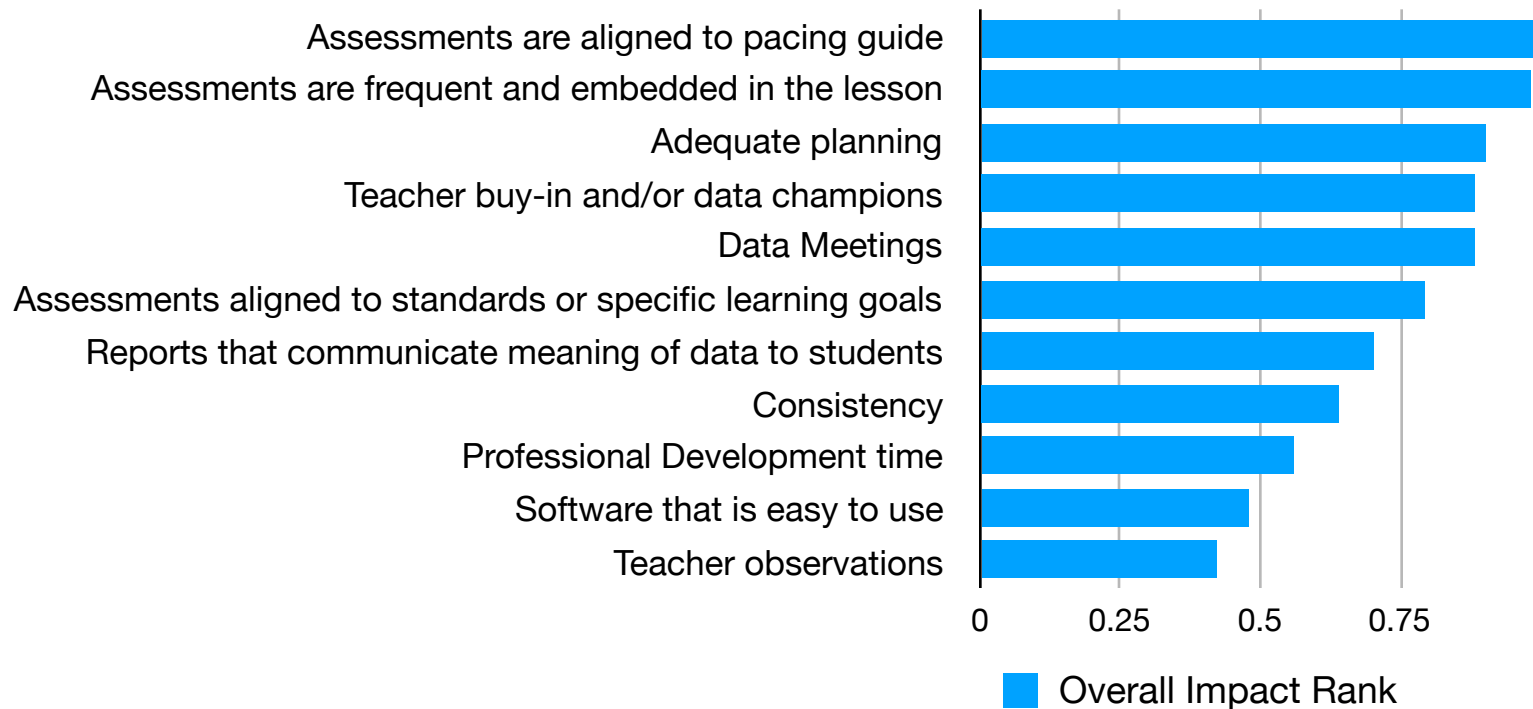 Assessments are aligned to pacing guide
Assessments are frequent and embedded in the lesson
Adequate planning
Teacher buy-in and/or data champions
Data Meetings
Assessments aligned to standards or specific learning goals
Reports that communicate meaning of data to students
Consistency
Professional Development time
Software that is easy to use
Teacher observations
0 0.25 0.5 0.75
Overall Impact Rank